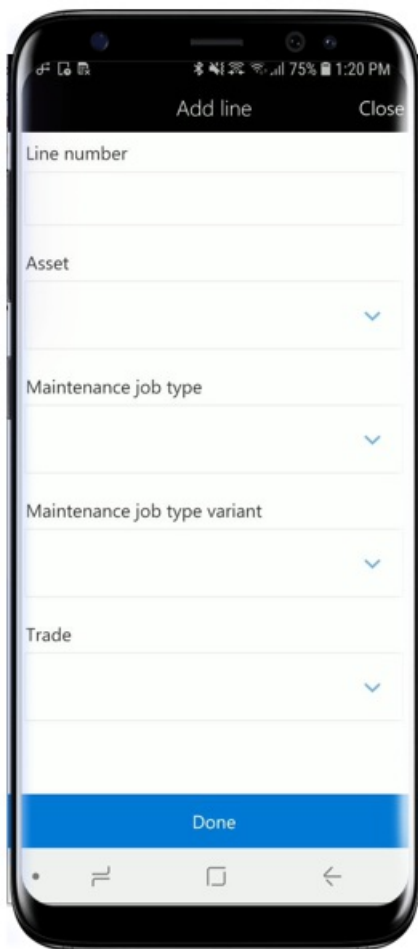 75% 1:20 PM
Add line Close
Line number
Asset
Maintenance job type
Maintenance job type variant
Trade
Done